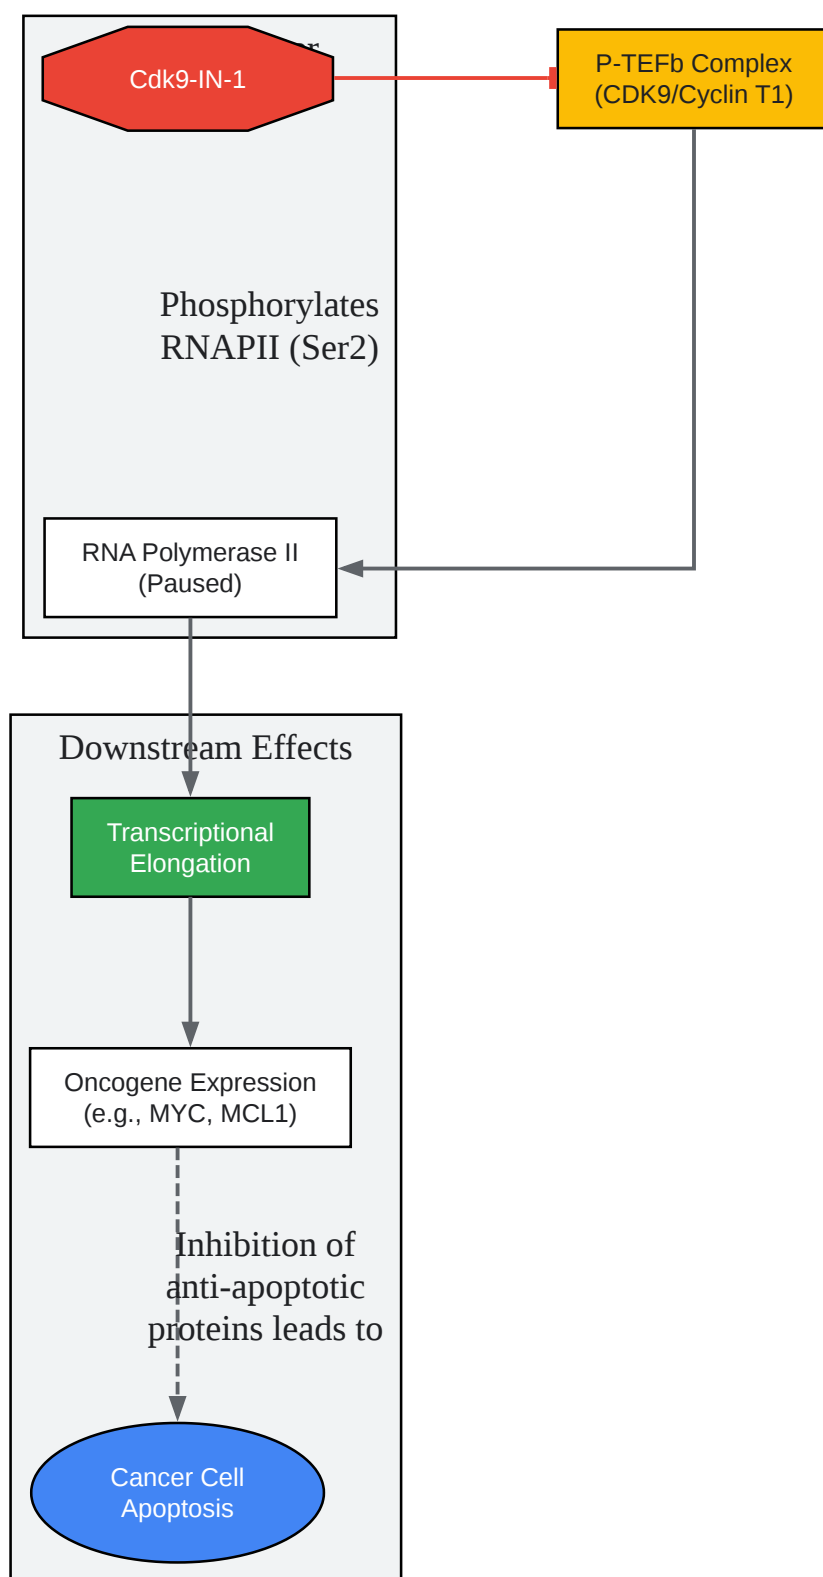 Cdk9-IN-1
P-TEFb Complex
(CDK9/Cyclin T1)
Phosphorylates
RNAPII (Ser2)
RNA Polymerase II
(Paused)
Downstream Effects
Transcriptional
Elongation
Oncogene Expression
(e.g., MYC, MCL1)
Inhibition of
anti-apoptotic
proteins leads to
Cancer Cell
Apoptosis